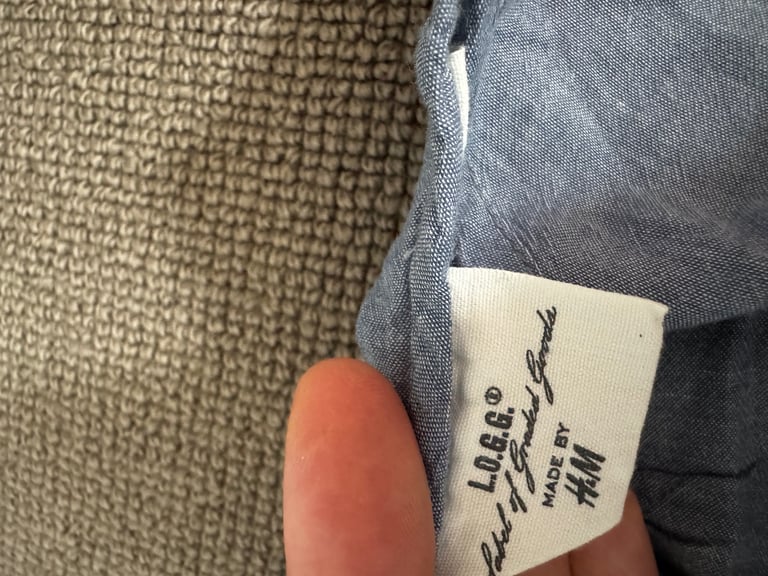 L.O.G.G.®
Label of Graded Goods
MADE BY
H&M